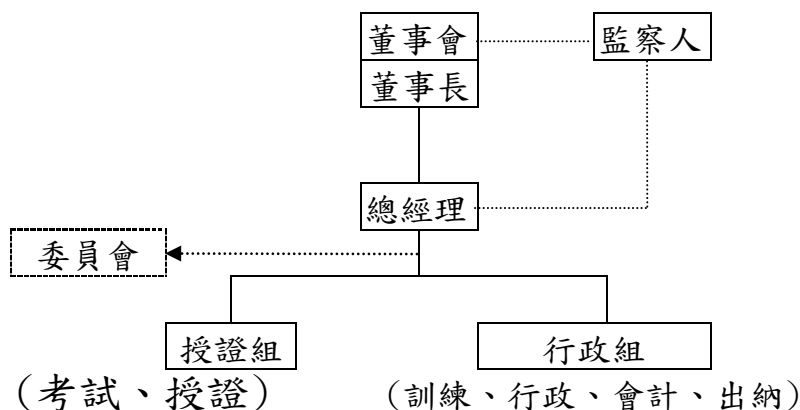 董事會
監察人
董事長
總經理
委員會
授證組
行政組
(考試、授證)
(訓練、行政、會計、出納)